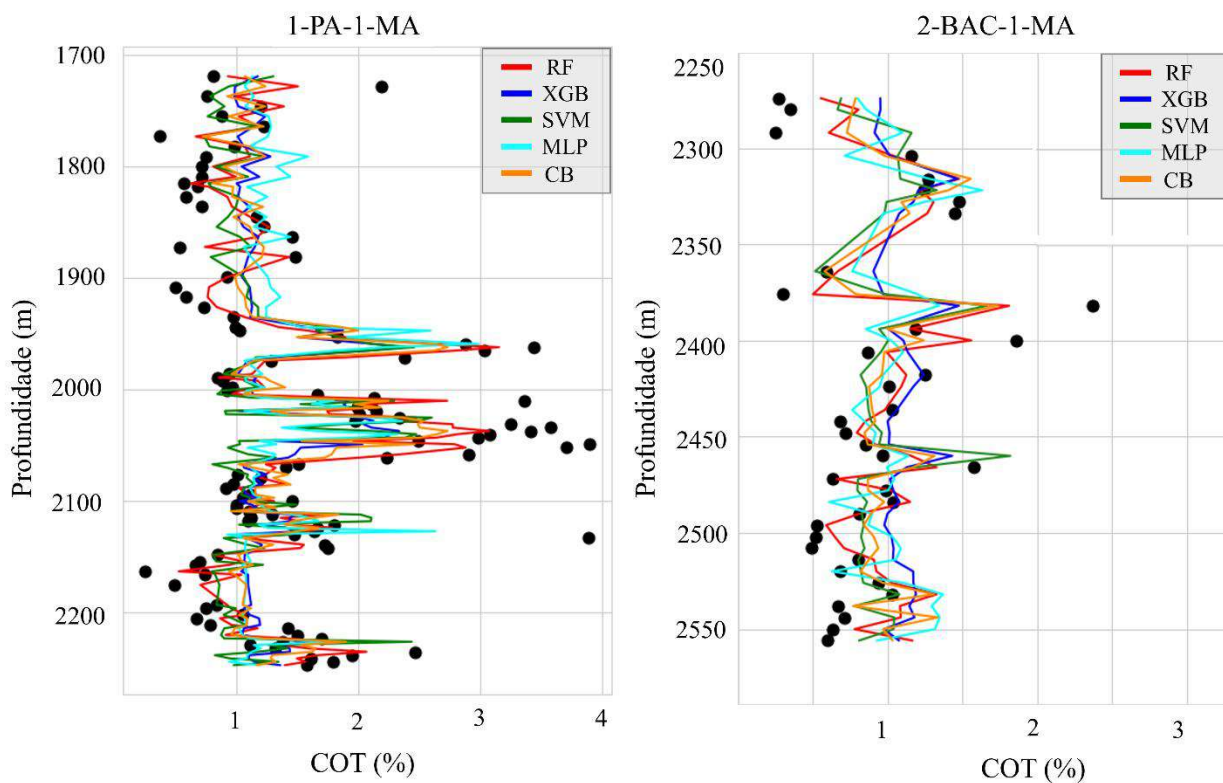 1-PA-1-MA
1700
1800
1900
2000
2100
2200
Profundidade (m)
1 2 3 4
COT (%)
RF
XGB
SVM
MLP
CB
2-BAC-1-MA
2250
2300
2350
2400
2450
2500
2550
Profundidade (m)
1 2 3
COT (%)
RF
XGB
SVM
MLP
CB